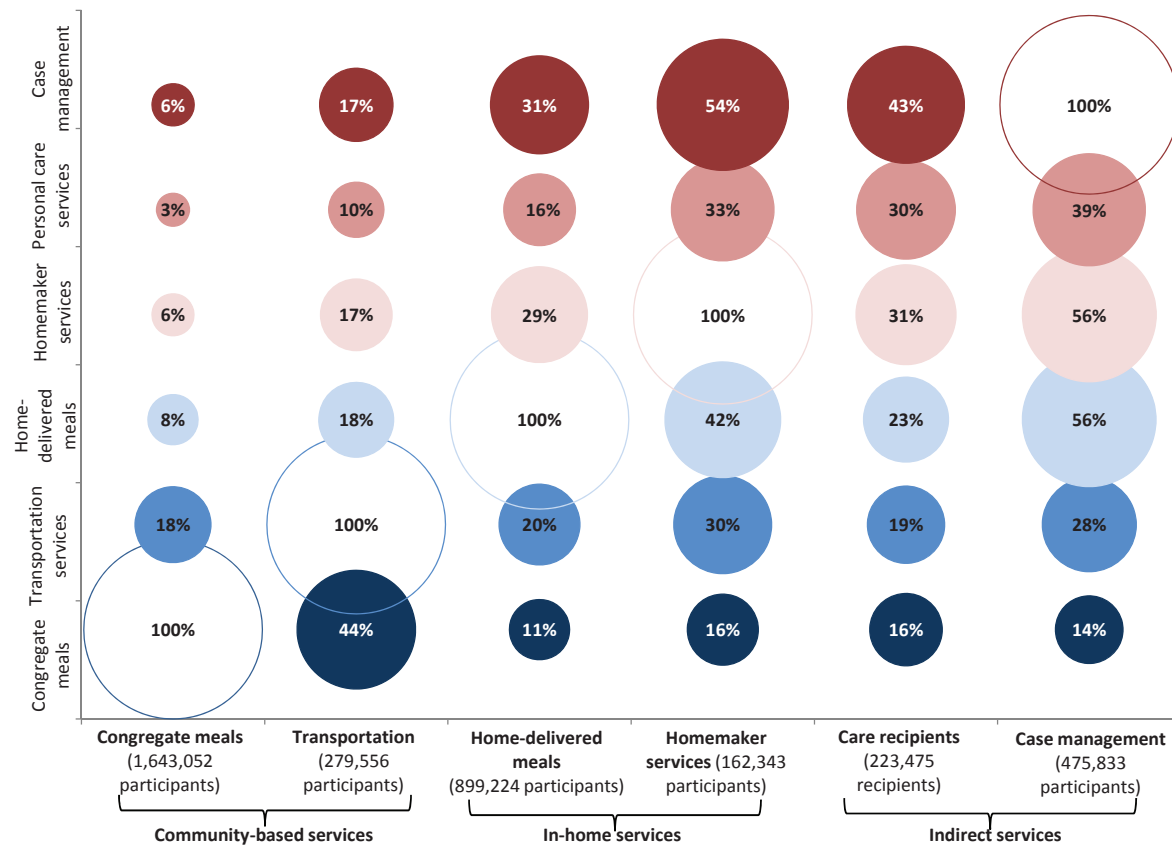 Case
management
6%
17%
31%
54%
43%
100%
Personal care
services
3%
10%
16%
33%
30%
39%
Homemaker
services
6%
17%
29%
100%
31%
56%
Home-
delivered
meals
8%
18%
100%
42%
23%
56%
Transportation
services
18%
100%
20%
30%
19%
28%
Congregate
meals
100%
44%
11%
16%
16%
14%
Congregate meals
(1,643,052
participants)
Transportation
(279,556
participants)
Home-delivered
meals
(899,224 participants)
Homemaker
services (162,343
participants)
Care recipients
(223,475
recipients)
Case management
(475,833
participants)
Community-based services
In-home services
Indirect services